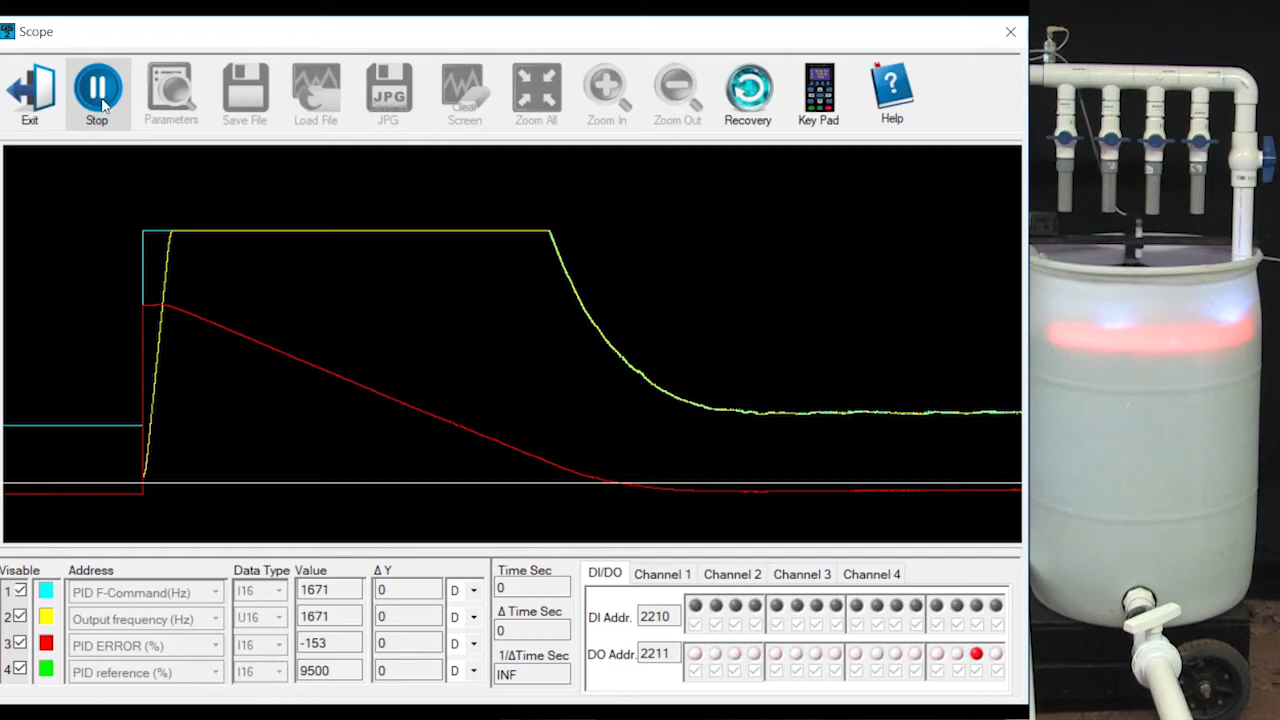 Scope
Exit
Stop
Parameters
Save File
Load File
JPG
JPG
Clear
Screen
Zoom All
Zoom In
Zoom Out
Recovery
Key Pad
Help
Visable Address Data Type Value Δ Y
1 PID F-Command(Hz) I16 1671 0 D
2 Output frequency (Hz) U16 1671 0 D
3 PID ERROR (%) I16 -153 0 D
4 PID reference (%) I16 9500 0 D
Time Sec
0
Δ Time Sec
0
1/ΔTime Sec
INF
DI/DO Channel 1 Channel 2 Channel 3 Channel 4
DI Addr. 2210
DO Addr. 2211